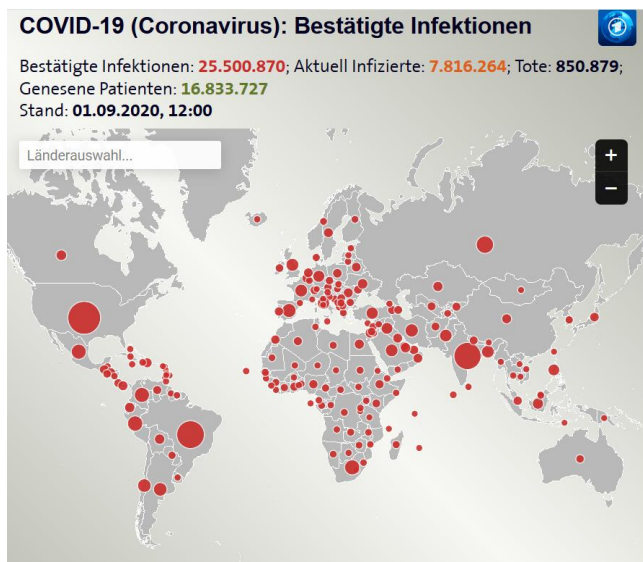 COVID-19 (Coronavirus): Bestätigte Infektionen
Bestätigte Infektionen: 25.500.870; Aktuell Infizierte: 7.816.264; Tote: 850.879;
Genesene Patienten: 16.833.727
Stand: 01.09.2020, 12:00
Länderauswahl...
+
−